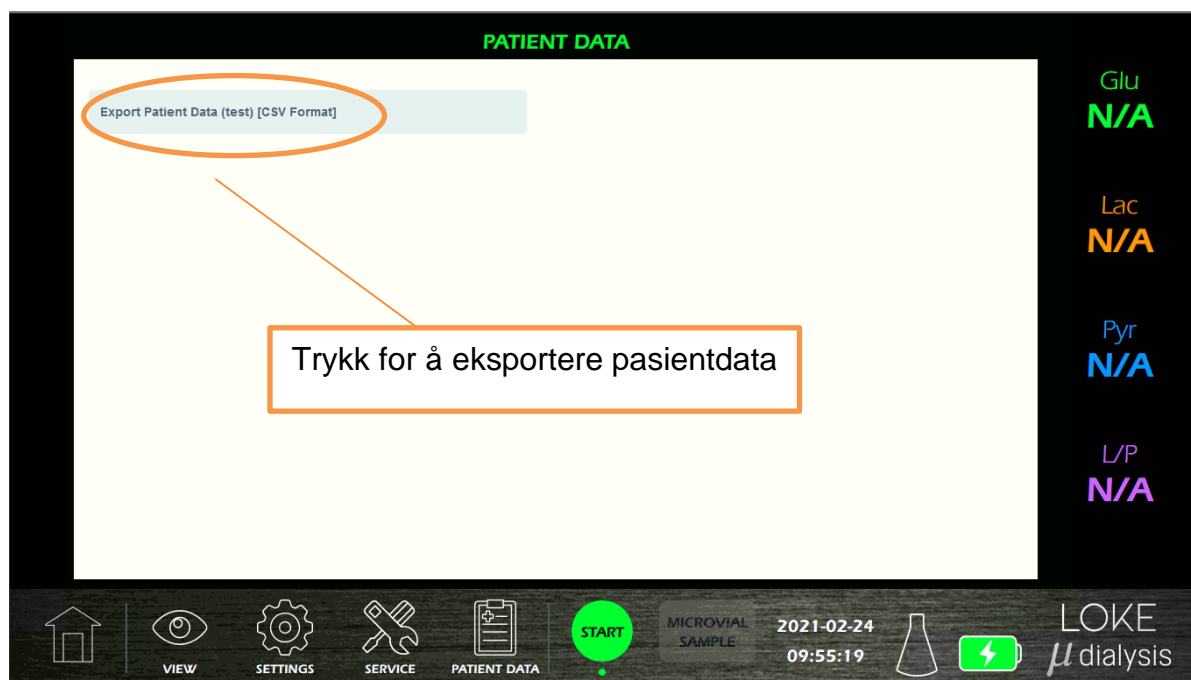 PATIENT DATA
Export Patient Data (test) [CSV Format]
Trykk for å eksportere pasientdata
Glu
N/A
Lac
N/A
Pyr
N/A
L/P
N/A
VIEW
SETTINGS
SERVICE
PATIENT DATA
START
MICROVIAL
SAMPLE
2021-02-24
09:55:19
LOKE
μ dialysis